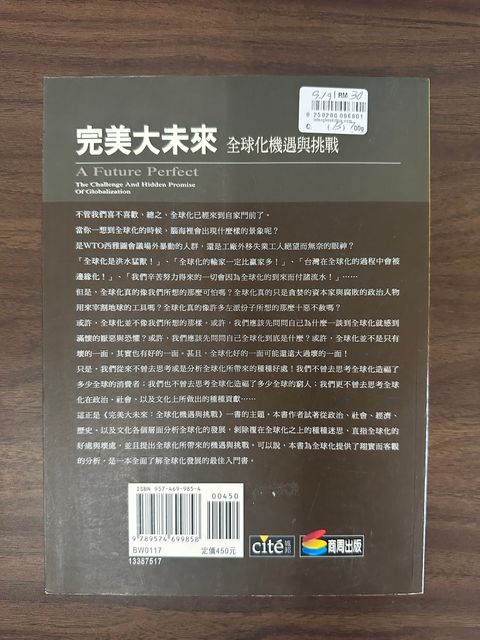 RM 30
9250200006001
完美大未來 全球化機遇與挑戰
A Future Perfect
The Challenge And Hidden Promise
Of Globalization
不管我們喜不喜歡，總之，全球化已經來到自家門前了。
當你一想到全球化的時候，腦海裡會出現什麼樣的景象呢？
是WTO西雅圖會議場外暴動的人群，還是工廠外移失業工人絕望而無奈的眼神？
「全球化是洪水猛獸！」、「全球化的輸家一定比贏家多！」、「台灣在全球化的過程中會被
邊緣化！」、「我們辛苦努力得來的一切會因為全球化的到來而付諸流水！」……
但是，全球化真的像我們所想的那麼可怕嗎？全球化真的只是貪婪的資本家與腐敗的政治人物
用來宰割地球的工具嗎？全球化真的像許多左派份子所想的那麼十惡不赦嗎？
或許，全球化並不像我們所想的那樣。或許，我們應該先問問自己為什麼一談到全球化就感到
滿懷的厭惡與恐懼？或許，我們應該先問問自己全球化到底是什麼？或許，全球化並不是只有
壞的一面，其實也有好的一面，甚且，全球化好的一面可能還遠大過壞的一面！
只是，我們從來不曾去思考或是分析全球化所帶來的種種好處！我們不曾去思考全球化造福了
多少全球的消費者；我們也不曾去思考全球化造福了多少全球的窮人；我們更不曾去思考全球
化在政治、社會、以及文化上所做出的種種貢獻……
這正是《完美大未來：全球化機遇與挑戰》一書的主題。本書作者試著從政治、社會、經濟、
歷史、以及文化各個層面分析全球化的發展，剝除覆在全球化之上的種種迷思，直指全球化的
好處與壞處，並且提出全球化所帶來的機遇與挑戰。可以說，本書為全球化提供了翔實而客觀
的分析，是一本全面了解全球化發展的最佳入門書。
ISBN 957-469-985-4
00450
9789574699858
BW0117 定價450元
13387517
cité 城邦
商周出版